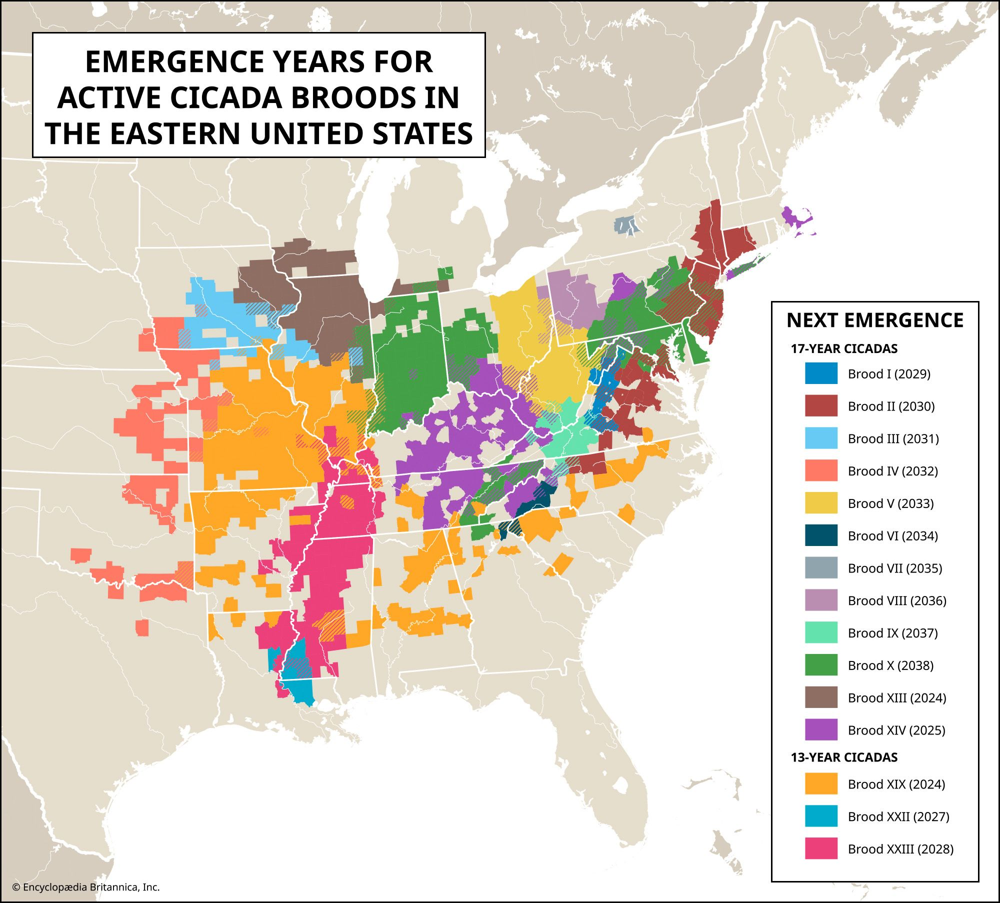 EMERGENCE YEARS FOR
ACTIVE CICADA BROODS IN
THE EASTERN UNITED STATES
NEXT EMERGENCE
17-YEAR CICADAS
Brood I (2029)
Brood II (2030)
Brood III (2031)
Brood IV (2032)
Brood V (2033)
Brood VI (2034)
Brood VII (2035)
Brood VIII (2036)
Brood IX (2037)
Brood X (2038)
Brood XIII (2024)
Brood XIV (2025)
13-YEAR CICADAS
Brood XIX (2024)
Brood XXII (2027)
Brood XXIII (2028)
© Encyclopædia Britannica, Inc.